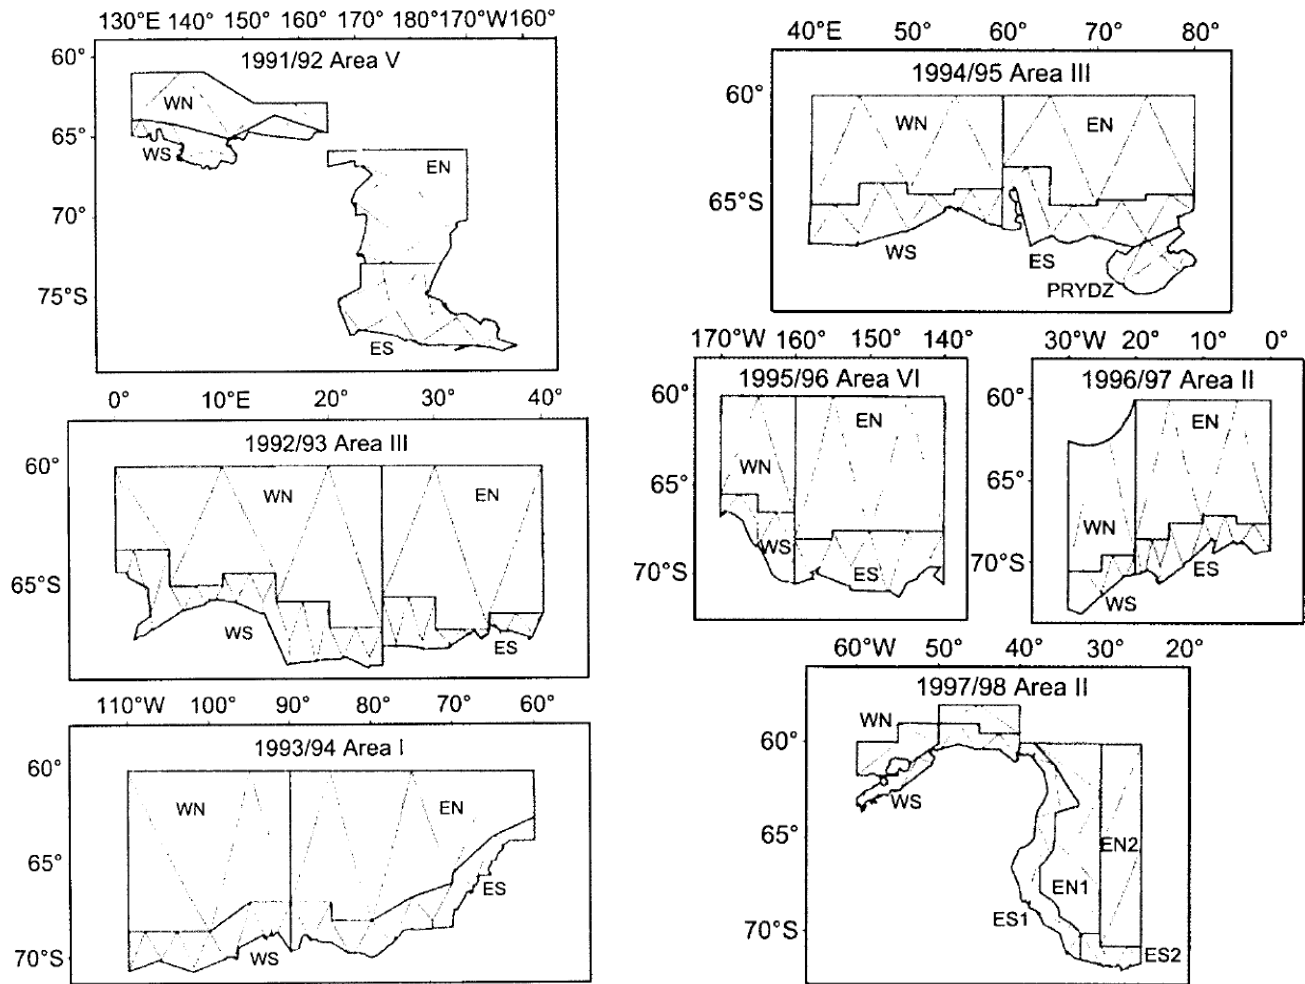 130°E 140° 150° 160° 170° 180° 170°W 160°
1991/92 Area V
60°
65°
70°
75°S
WN
WS
EN
ES
0° 10°E 20° 30° 40°
1992/93 Area III
60°
65°
WN
EN
WS
ES
110°W 100° 90° 80° 70° 60°
1993/94 Area I
60°
65°
70°S
WN
EN
WS
ES
40°E 50° 60° 70° 80°
1994/95 Area III
60°
65°S
WN
EN
WS
ES
PRYDZ
170°W 160° 150° 140°
1995/96 Area VI
60°
65°
70°S
WN
EN
WS
ES
30°W 20° 10° 0°
1996/97 Area II
60°
65°
70°S
WN
EN
WS
ES
60°W 50° 40° 30° 20°
1997/98 Area II
60°
65°
70°S
WN
WS
EN2
EN1
ES1
ES2